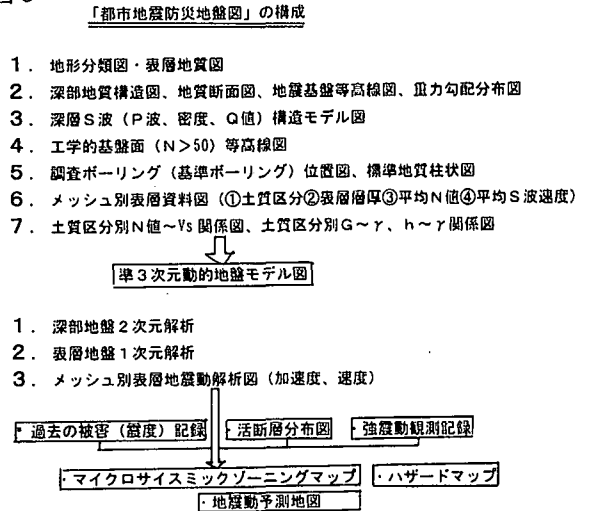 「都市地震防災地盤図」の構成
1. 地形分類図・表層地質図
2. 深部地質構造図、地質断面図、地震基盤等高線図、重力勾配分布図
3. 深層S波（P波、密度、Q値）構造モデル図
4. 工学的基盤面（N＞50）等高線図
5. 調査ボーリング（基準ボーリング）位置図、標準地質柱状図
6. メッシュ別表層資料図（①土質区分②表層層厚③平均N値④平均S波速度）
7. 土質区分別N値～Vs関係図、土質区分別G～γ、h～γ関係図
準3次元動的地盤モデル図
1. 深部地盤2次元解析
2. 表層地盤1次元解析
3. メッシュ別表層地震動解析図（加速度、速度）
・過去の被害（震度）記録 ・活断層分布図 ・強震動観測記録
・マイクロサイスミックゾーニングマップ ・ハザードマップ
・地震動予測地図